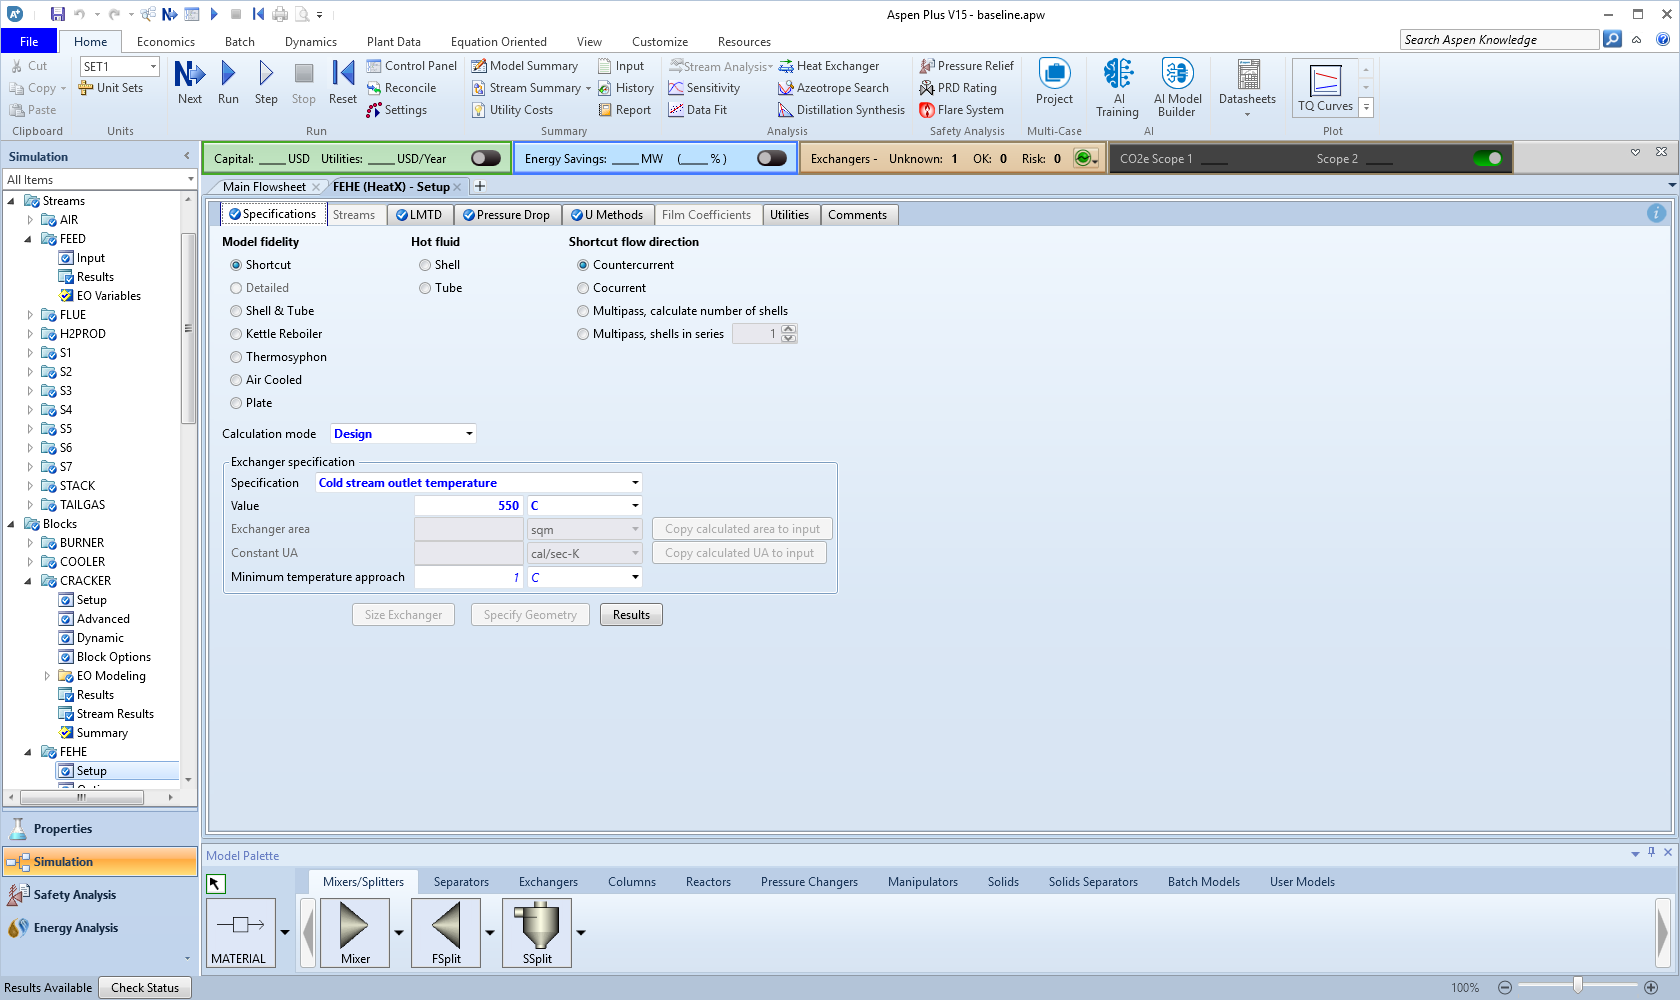 Aspen Plus V15 - baseline.apw
File
Home
Economics
Batch
Dynamics
Plant Data
Equation Oriented
View
Customize
Resources
Search Aspen Knowledge
Cut
Copy
Paste
Clipboard
SET1
Unit Sets
Units
Next
Run
Step
Stop
Reset
Control Panel
Reconcile
Settings
Run
Model Summary
Stream Summary
Utility Costs
Input
History
Report
Summary
Stream Analysis
Sensitivity
Data Fit
Heat Exchanger
Azeotrope Search
Distillation Synthesis
Analysis
Pressure Relief
PRD Rating
Flare System
Safety Analysis
Project
Multi-Case
AI Training
AI Model Builder
AI
Datasheets
TQ Curves
Plot
Simulation
All Items
Capital: ____ USD Utilities: ____ USD/Year
Energy Savings: ____ MW (____ %)
Exchangers - Unknown: 1 OK: 0 Risk: 0
CO2e Scope 1 ____ Scope 2 ____
Main Flowsheet
FEHE (HeatX) - Setup
Streams
AIR
FEED
Input
Results
EO Variables
FLUE
H2PROD
S1
S2
S3
S4
S5
S6
S7
STACK
TAILGAS
Blocks
BURNER
COOLER
CRACKER
Setup
Advanced
Dynamic
Block Options
EO Modeling
Results
Stream Results
Summary
FEHE
Setup
Properties
Simulation
Safety Analysis
Energy Analysis
Specifications
Streams
LMTD
Pressure Drop
U Methods
Film Coefficients
Utilities
Comments
Model fidelity
Shortcut
Detailed
Shell & Tube
Kettle Reboiler
Thermosyphon
Air Cooled
Plate
Hot fluid
Shell
Tube
Shortcut flow direction
Countercurrent
Cocurrent
Multipass, calculate number of shells
Multipass, shells in series 1
Calculation mode Design
Exchanger specification
Specification Cold stream outlet temperature
Value 550 C
Exchanger area sqm Copy calculated area to input
Constant UA cal/sec-K Copy calculated UA to input
Minimum temperature approach 1 C
Size Exchanger
Specify Geometry
Results
Model Palette
Mixers/Splitters
Separators
Exchangers
Columns
Reactors
Pressure Changers
Manipulators
Solids
Solids Separators
Batch Models
User Models
MATERIAL
Mixer
FSplit
SSplit
Results Available
Check Status
100%